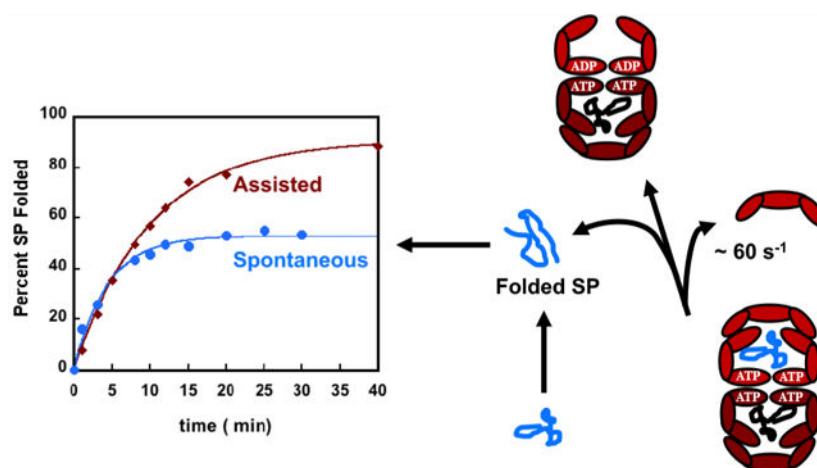 Percent SP Folded
100
80
60
40
20
0
0 5 10 15 20 25 30 35 40
time ( min)
Assisted
Spontaneous
Folded SP
ADP ADP
ATP ATP
~ 60 s⁻¹
ATP ATP
ATP ATP